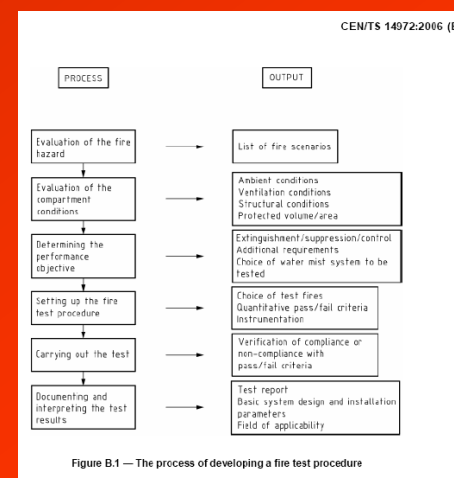 CEN/TS 14972:2006 (E
PROCESS
OUTPUT
Evaluation of the fire
hazard
List of fire scenarios
Evaluation of the
compartment
conditions
Ambient conditions
Ventilation conditions
Structural conditions
Protected volume/area
Determining the
performance
objective
Extinguishment/suppression/control
Additional requirements
Choice of water mist system to be
tested
Setting up the fire
test procedure
Choice of test fires
Quantitative pass/fail criteria
Instrumentation
Carrying out the test
Verification of compliance or
non-compliance with
pass/fail criteria
Documenting and
interpreting the test
results
Test report
Basic system design and installation
parameters
Field of applicability
Figure B.1 — The process of developing a fire test procedure